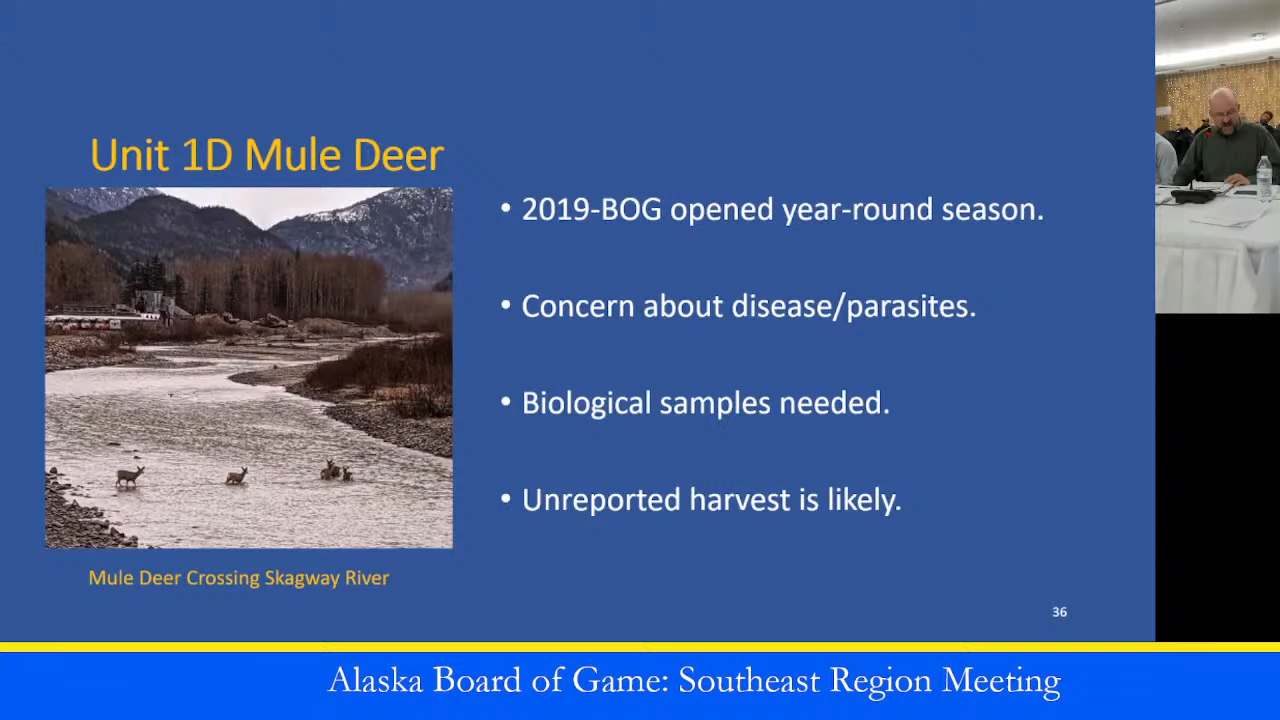 Unit 1D Mule Deer
• 2019-BOG opened year-round season.
• Concern about disease/parasites.
• Biological samples needed.
• Unreported harvest is likely.
Mule Deer Crossing Skagway River
36
Alaska Board of Game: Southeast Region Meeting